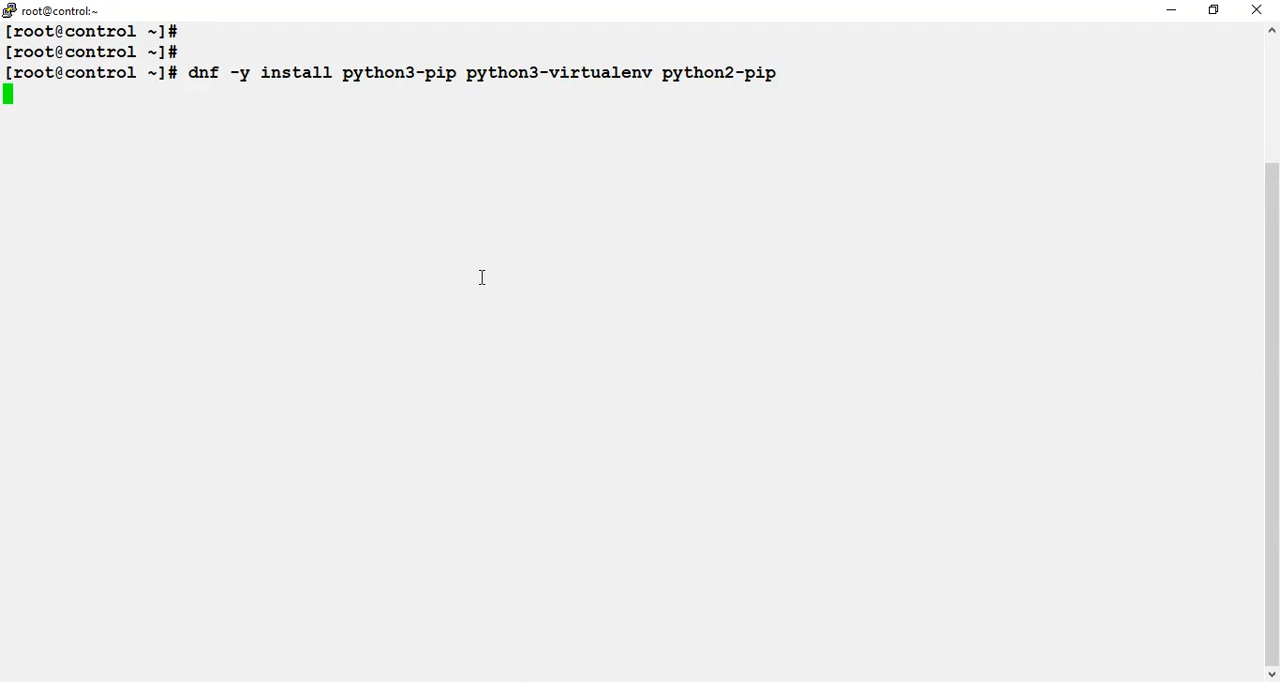 root@control:~
[root@control ~]#
[root@control ~]#
[root@control ~]# dnf -y install python3-pip python3-virtualenv python2-pip